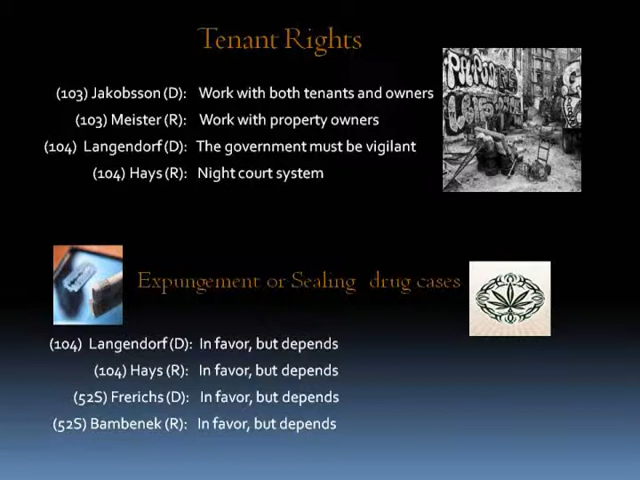 Tenant Rights
(103) Jakobsson (D): Work with both tenants and owners
(103) Meister (R): Work with property owners
(104) Langendorf (D): The government must be vigilant
(104) Hays (R): Night court system
Expungement or Sealing drug cases
(104) Langendorf (D): In favor, but depends
(104) Hays (R): In favor, but depends
(52S) Frerichs (D): In favor, but depends
(52S) Bambenek (R): In favor, but depends